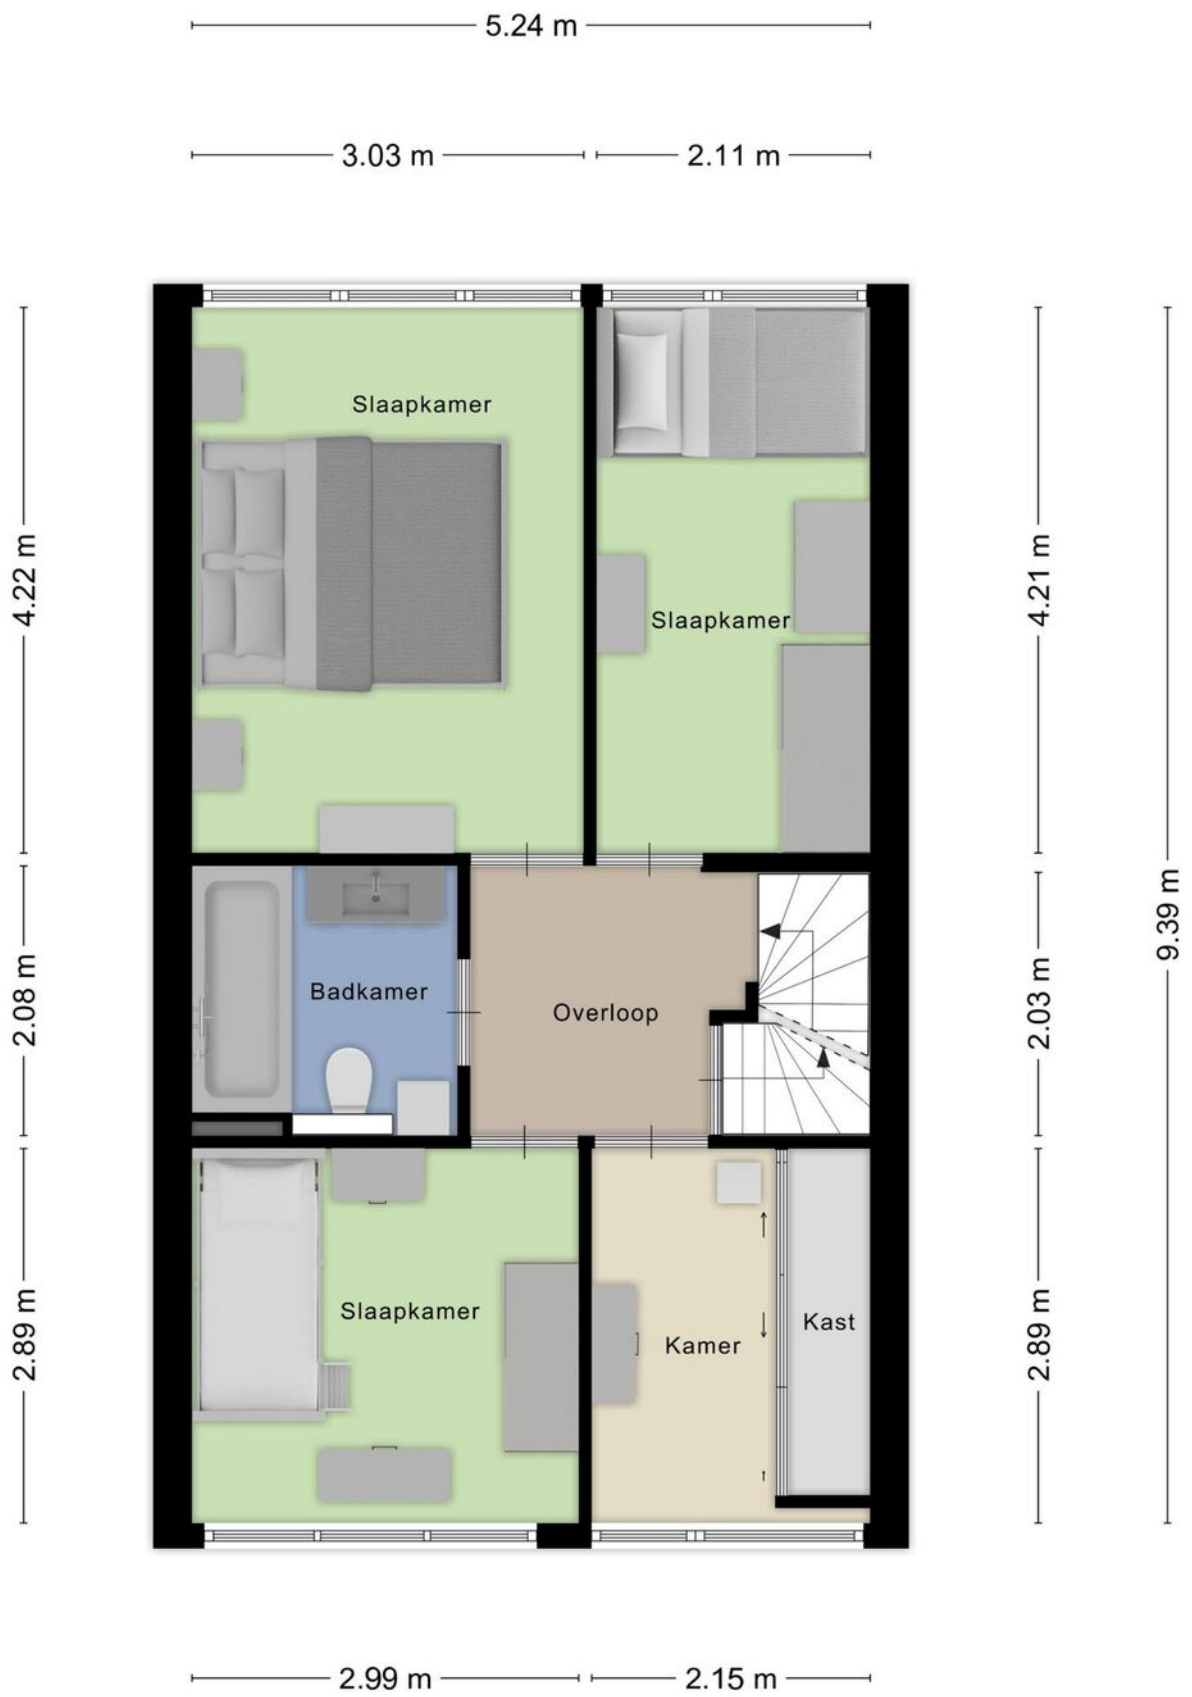 5.24 m
3.03 m
2.11 m
Slaapkamer
4.22 m
Slaapkamer
4.21 m
9.39 m
2.08 m
Badkamer
Overloop
2.03 m
2.89 m
Slaapkamer
Kamer
Kast
2.89 m
2.99 m
2.15 m